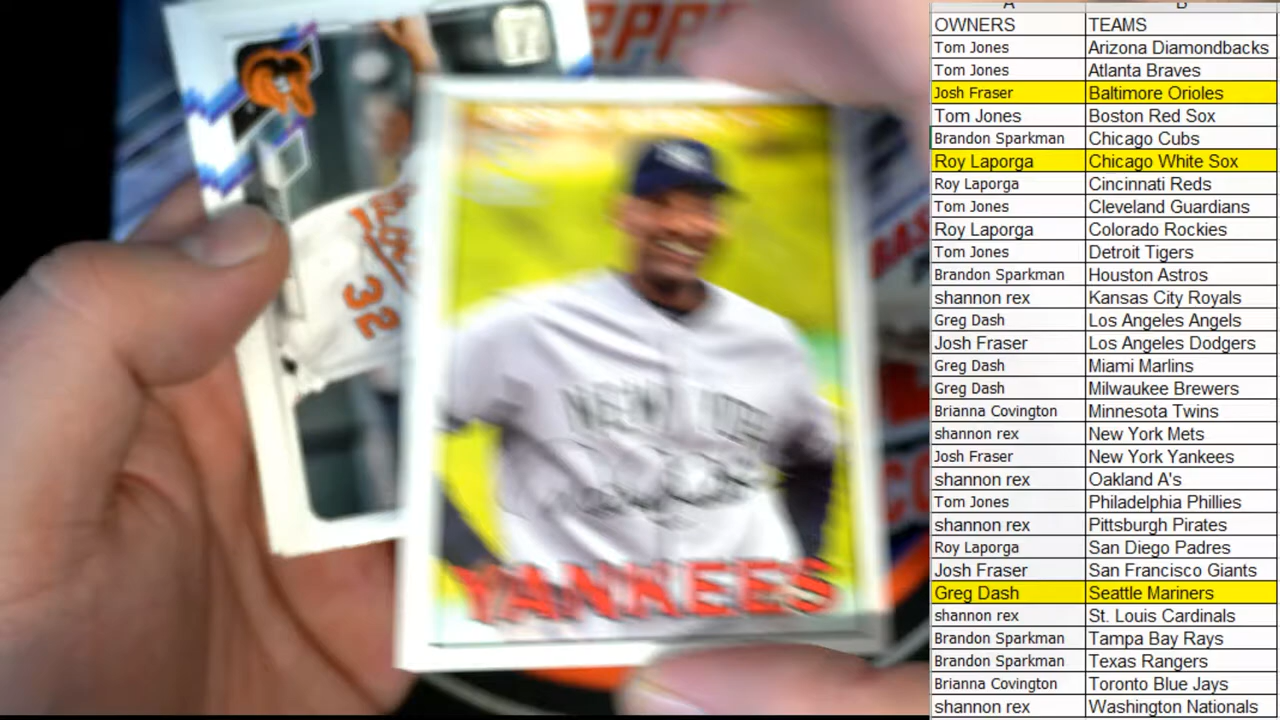 A B
OWNERS TEAMS
Tom Jones Arizona Diamondbacks
Tom Jones Atlanta Braves
Josh Fraser Baltimore Orioles
Tom Jones Boston Red Sox
Brandon Sparkman Chicago Cubs
Roy Laporga Chicago White Sox
Roy Laporga Cincinnati Reds
Tom Jones Cleveland Guardians
Roy Laporga Colorado Rockies
Tom Jones Detroit Tigers
Brandon Sparkman Houston Astros
shannon rex Kansas City Royals
Greg Dash Los Angeles Angels
Josh Fraser Los Angeles Dodgers
Greg Dash Miami Marlins
Greg Dash Milwaukee Brewers
Brianna Covington Minnesota Twins
shannon rex New York Mets
Josh Fraser New York Yankees
shannon rex Oakland A's
Tom Jones Philadelphia Phillies
shannon rex Pittsburgh Pirates
Roy Laporga San Diego Padres
Josh Fraser San Francisco Giants
Greg Dash Seattle Mariners
shannon rex St. Louis Cardinals
Brandon Sparkman Tampa Bay Rays
Brandon Sparkman Texas Rangers
Brianna Covington Toronto Blue Jays
shannon rex Washington Nationals
32
NEW YORK
YANKEES